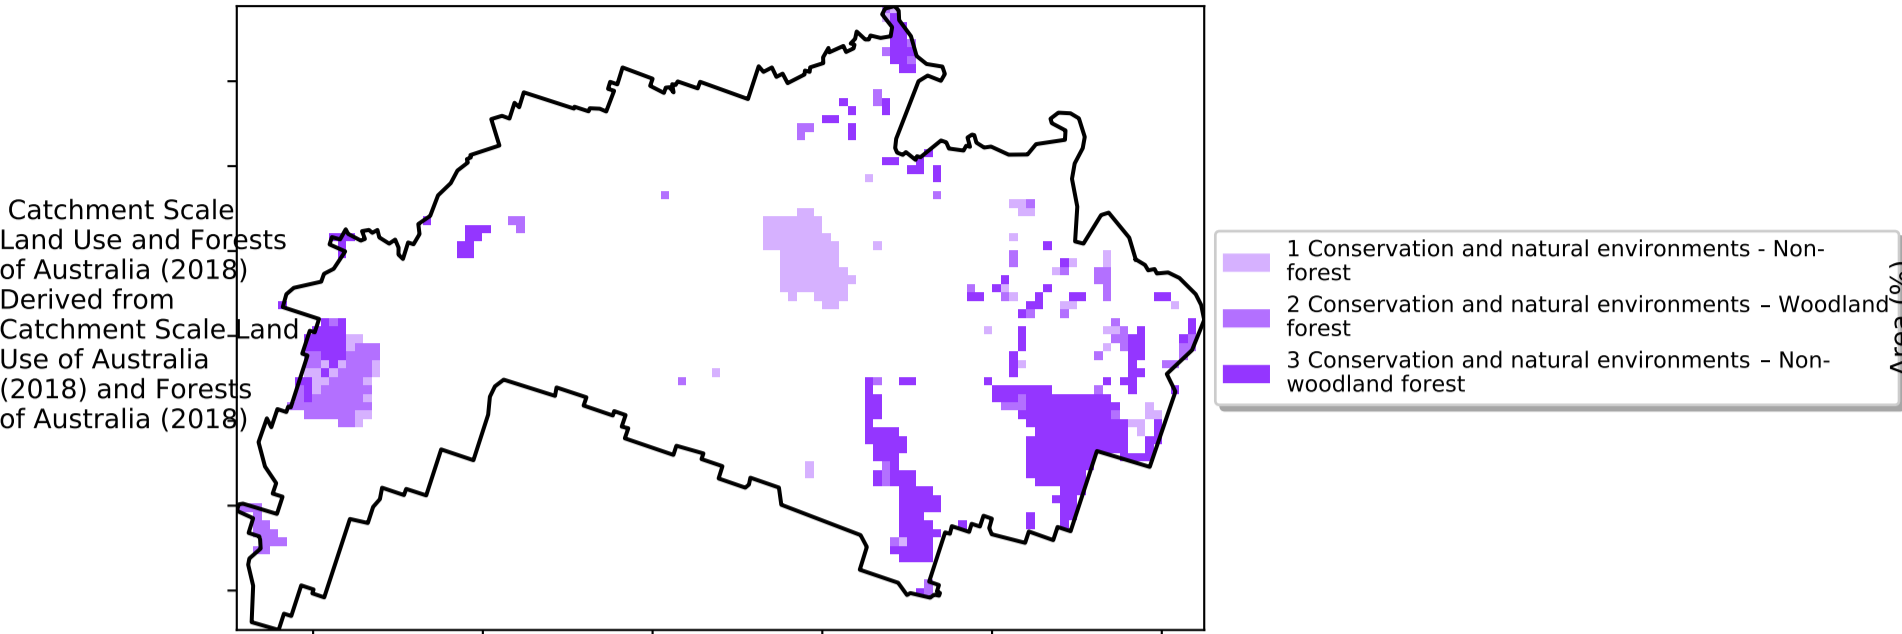 Catchment Scale
Land Use and Forests
of Australia (2018)
Derived from
Catchment Scale Land
Use of Australia
(2018) and Forests
of Australia (2018)
1 Conservation and natural environments - Non-
forest
2 Conservation and natural environments – Woodland
forest
3 Conservation and natural environments – Non-
woodland forest